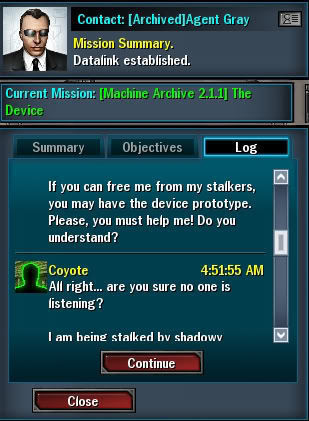 Contact: [Archived]Agent Gray
Mission Summary.
Datalink established.
Current Mission: [Machine Archive 2.1.1] The
Device
Summary
Objectives
Log
If you can free me from my stalkers,
you may have the device prototype.
Please, you must help me! Do you
understand?
Coyote 4:51:55 AM
All right... are you sure no one is
listening?
I am being stalked by shadowy
Continue
Close